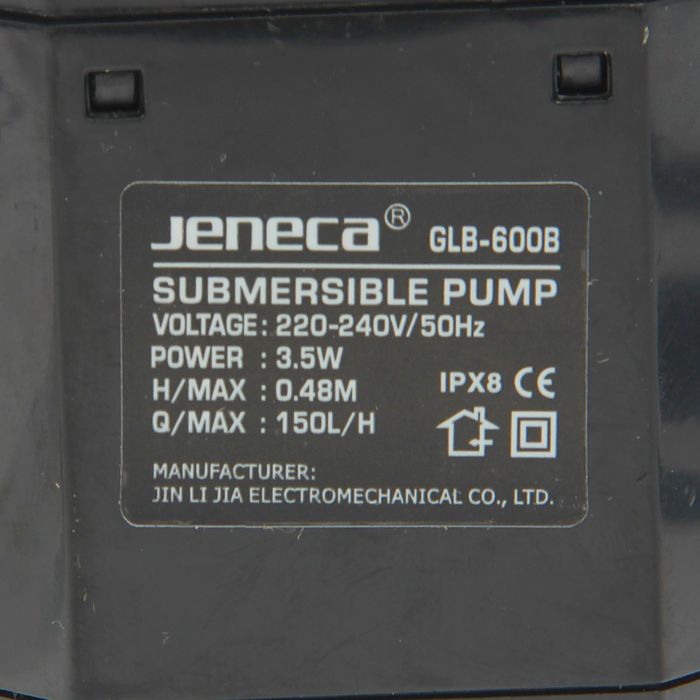 Jeneca® GLB-600B
SUBMERSIBLE PUMP
VOLTAGE: 220-240V/50Hz
POWER : 3.5W
H/MAX : 0.48M
IPX8 CE
Q/MAX : 150L/H
MANUFACTURER:
JIN LI JIA ELECTROMECHANICAL CO., LTD.